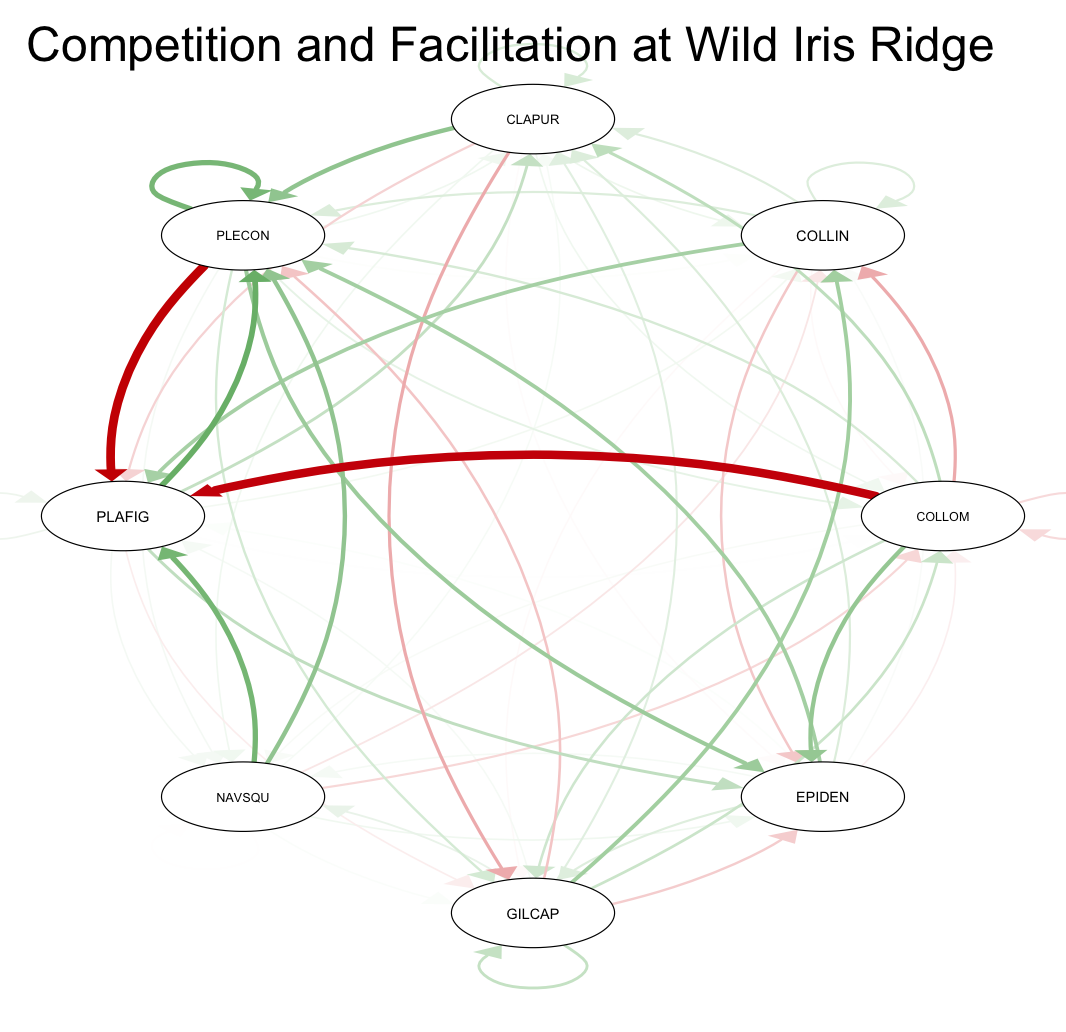 Competition and Facilitation at Wild Iris Ridge
CLAPUR
PLECON
COLLIN
PLAFIG
COLLOM
NAVSQU
EPIDEN
GILCAP